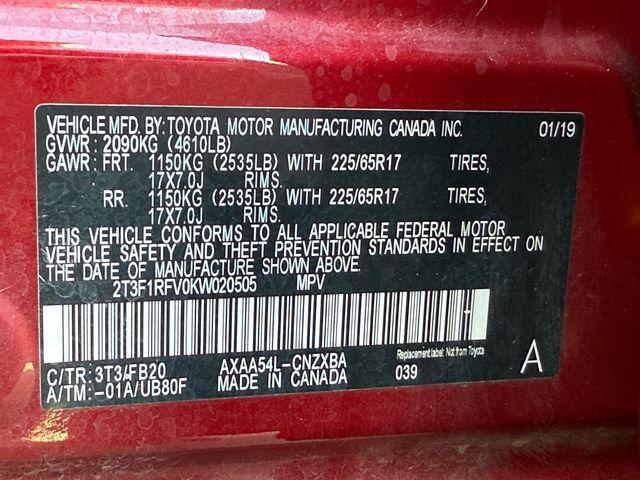 VEHICLE MFD. BY: TOYOTA MOTOR MANUFACTURING CANADA INC. 01/19
GVWR: 2090KG (4610LB)
GAWR: FRT. 1150KG (2535LB) WITH 225/65R17 TIRES,
17X7.0J RIMS.
RR. 1150KG (2535LB) WITH 225/65R17 TIRES,
17X7.0J RIMS.
THIS VEHICLE CONFORMS TO ALL APPLICABLE FEDERAL MOTOR
VEHICLE SAFETY AND THEFT PREVENTION STANDARDS IN EFFECT ON
THE DATE OF MANUFACTURE SHOWN ABOVE.
2T3F1RFV0KW020505 MPV
C/TR: 3T3/FB20 AXAA54L-CNZXBA Replacement label: Not from Toyota
A/TM: -01A/UB80F MADE IN CANADA 039 A